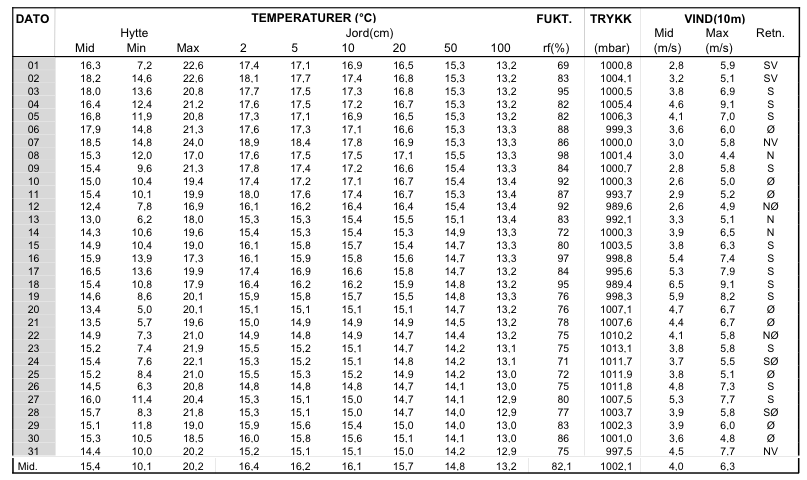 DATO TEMPERATURER (°C) FUKT. TRYKK VIND(10m)
Hytte Jord(cm) Mid Max Retn.
Mid Min Max 2 5 10 20 50 100 rf(%) (mbar) (m/s) (m/s)
01 16,3 7,2 22,6 17,4 17,1 16,9 16,5 15,3 13,2 69 1000,8 2,8 5,9 SV
02 18,2 14,6 22,6 18,1 17,7 17,4 16,8 15,3 13,2 83 1004,1 3,2 5,1 SV
03 18,0 13,6 20,8 17,7 17,5 17,3 16,8 15,3 13,2 95 1000,5 3,8 6,9 S
04 16,4 12,4 21,2 17,6 17,5 17,2 16,7 15,3 13,2 82 1005,4 4,6 9,1 S
05 16,8 11,9 20,8 17,3 17,1 16,9 16,5 15,3 13,2 82 1006,3 4,1 7,0 S
06 17,9 14,8 21,3 17,6 17,3 17,1 16,6 15,3 13,3 88 999,3 3,6 6,0 Ø
07 18,5 14,8 24,0 18,9 18,4 17,8 16,9 15,3 13,3 86 1000,0 3,0 5,8 NV
08 15,3 12,0 17,0 17,6 17,5 17,5 17,1 15,5 13,3 98 1001,4 3,0 4,4 N
09 15,4 9,6 21,3 17,8 17,4 17,2 16,6 15,4 13,3 84 1000,7 2,8 5,8 S
10 15,0 10,4 19,4 17,4 17,2 17,1 16,7 15,4 13,4 92 1000,3 2,6 5,0 Ø
11 15,4 10,1 19,9 18,0 17,6 17,4 16,7 15,4 13,3 87 993,7 2,9 5,2 Ø
12 12,4 7,8 16,9 16,1 16,2 16,4 16,4 15,4 13,4 92 989,6 2,6 4,9 NØ
13 13,0 6,2 18,0 15,3 15,3 15,4 15,5 15,1 13,4 83 992,1 3,3 5,1 N
14 14,3 10,6 19,6 15,4 15,3 15,4 15,3 14,9 13,3 72 1000,3 3,9 6,5 N
15 14,9 10,4 19,0 16,1 15,8 15,7 15,4 14,7 13,3 80 1003,5 3,8 6,3 S
16 15,9 13,9 17,3 16,1 15,9 15,8 15,6 14,7 13,3 97 998,8 5,4 7,4 S
17 16,5 13,6 19,9 17,4 16,9 16,6 15,8 14,7 13,2 84 995,6 5,3 7,9 S
18 15,4 10,8 17,9 16,4 16,2 16,2 15,9 14,8 13,2 95 989,4 6,5 9,1 S
19 14,6 8,6 20,1 15,9 15,8 15,7 15,5 14,8 13,3 76 998,3 5,9 8,2 S
20 13,4 5,0 20,1 15,1 15,1 15,1 15,1 14,7 13,3 76 1007,1 4,7 6,7 Ø
21 13,5 5,7 19,6 15,0 14,9 14,9 14,9 14,5 13,3 78 1007,6 4,4 6,7 Ø
22 14,9 7,3 21,0 14,9 14,8 14,9 14,7 14,4 13,2 75 1010,2 4,1 5,8 NØ
23 15,2 7,4 21,9 15,5 15,2 15,1 14,7 14,2 13,1 75 1013,1 3,8 5,8 S
24 15,4 7,6 22,1 15,3 15,2 15,1 14,8 14,2 13,1 71 1011,7 3,7 5,5 SØ
25 15,2 8,4 21,0 15,5 15,3 15,2 14,9 14,2 13,0 72 1011,9 3,8 5,1 Ø
26 14,5 6,3 20,8 14,8 14,8 14,8 14,7 14,1 13,0 75 1011,8 4,8 7,3 S
27 16,0 11,4 20,4 15,3 15,1 15,0 14,7 14,1 12,9 80 1007,5 5,3 7,7 S
28 15,7 8,3 21,8 15,3 15,1 15,0 14,7 14,0 12,9 77 1003,7 3,9 5,8 SØ
29 15,1 11,8 19,0 15,9 15,6 15,4 15,0 14,0 13,0 83 1002,3 3,9 6,0 Ø
30 15,3 10,5 18,5 16,0 15,8 15,6 15,1 14,1 13,0 86 1001,0 3,6 4,8 Ø
31 14,4 10,0 20,2 15,2 15,1 15,1 15,0 14,2 12,9 75 997,5 4,5 7,7 NV
Mid. 15,4 10,1 20,2 16,4 16,2 16,1 15,7 14,8 13,2 82,1 1002,1 4,0 6,3